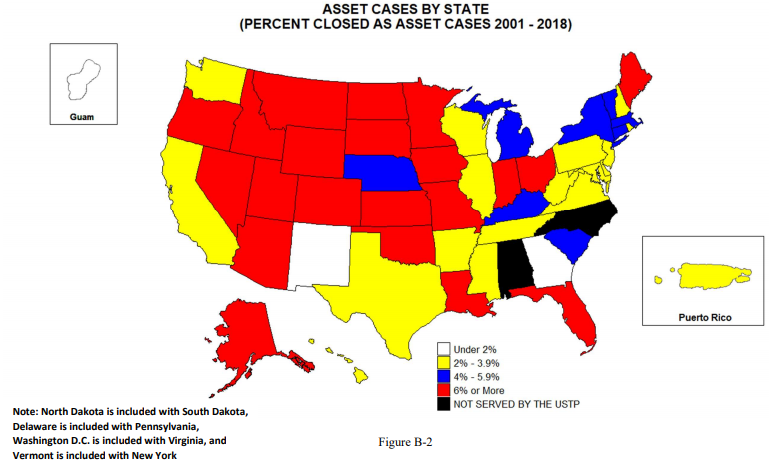 ASSET CASES BY STATE
(PERCENT CLOSED AS ASSET CASES 2001 - 2018)
Guam
Puerto Rico
Under 2%
2% - 3.9%
4% - 5.9%
6% or More
NOT SERVED BY THE USTP
Note: North Dakota is included with South Dakota,
Delaware is included with Pennsylvania,
Washington D.C. is included with Virginia, and
Vermont is included with New York
Figure B-2